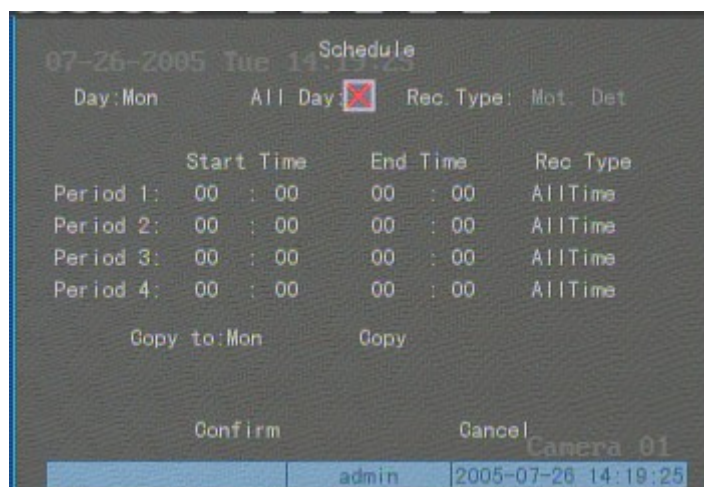 Schedule
07-26-2005 Tue 14:19:25
Day:Mon All Day: Rec.Type: Mot. Det
Start Time End Time Rec Type
Period 1: 00 : 00 00 : 00 AllTime
Period 2: 00 : 00 00 : 00 AllTime
Period 3: 00 : 00 00 : 00 AllTime
Period 4: 00 : 00 00 : 00 AllTime
Copy to:Mon Copy
Confirm Cancel
Camera 01
admin 2005-07-26 14:19:25